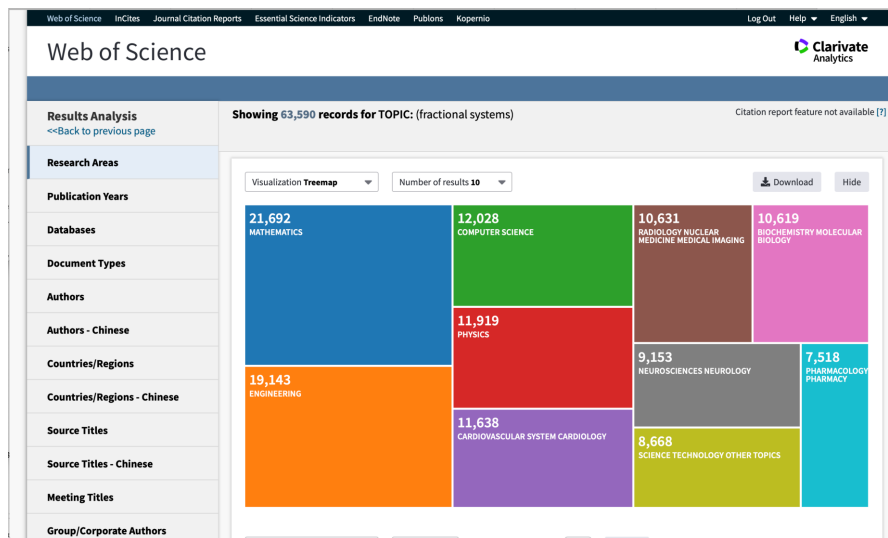 Web of Science InCites Journal Citation Reports Essential Science Indicators EndNote Publons Kopernio Log Out Help English
Web of Science
Clarivate
Analytics
Results Analysis
<<Back to previous page
Showing 63,590 records for TOPIC: (fractional systems)
Citation report feature not available [?]
Research Areas
Publication Years
Databases
Document Types
Authors
Authors - Chinese
Countries/Regions
Countries/Regions - Chinese
Source Titles
Source Titles - Chinese
Meeting Titles
Group/Corporate Authors
Visualization Treemap
Number of results 10
Download
Hide
21,692
MATHEMATICS
19,143
ENGINEERING
12,028
COMPUTER SCIENCE
11,919
PHYSICS
11,638
CARDIOVASCULAR SYSTEM CARDIOLOGY
10,631
RADIOLOGY NUCLEAR
MEDICINE MEDICAL IMAGING
10,619
BIOCHEMISTRY MOLECULAR
BIOLOGY
9,153
NEUROSCIENCES NEUROLOGY
8,668
SCIENCE TECHNOLOGY OTHER TOPICS
7,518
PHARMACOLOGY
PHARMACY